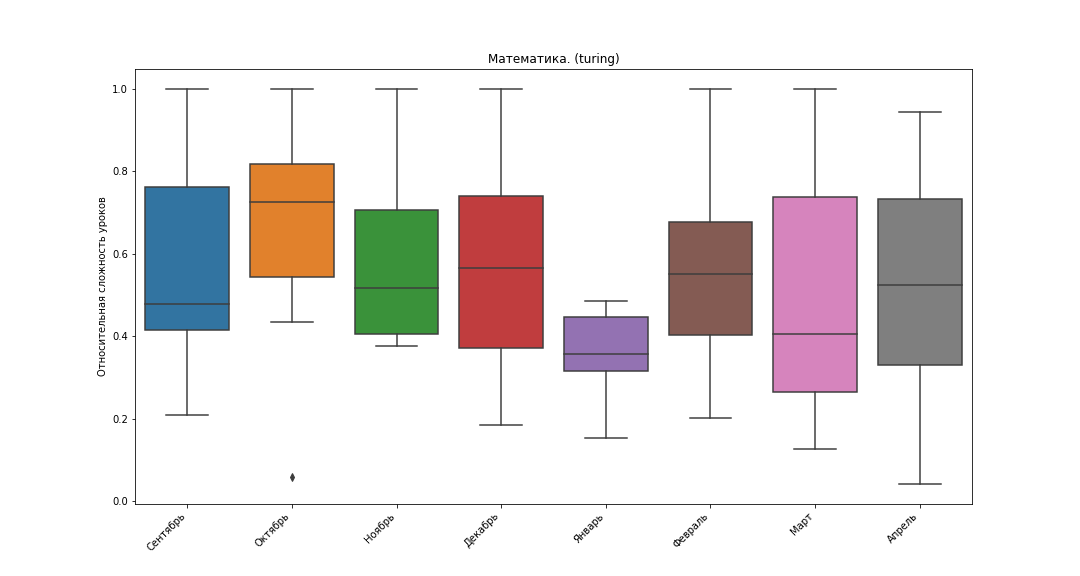 Математика. (turing)
Относительная сложность уроков
1.0
0.8
0.6
0.4
0.2
0.0
Сентябрь
Октябрь
Ноябрь
Декабрь
Январь
Февраль
Март
Апрель